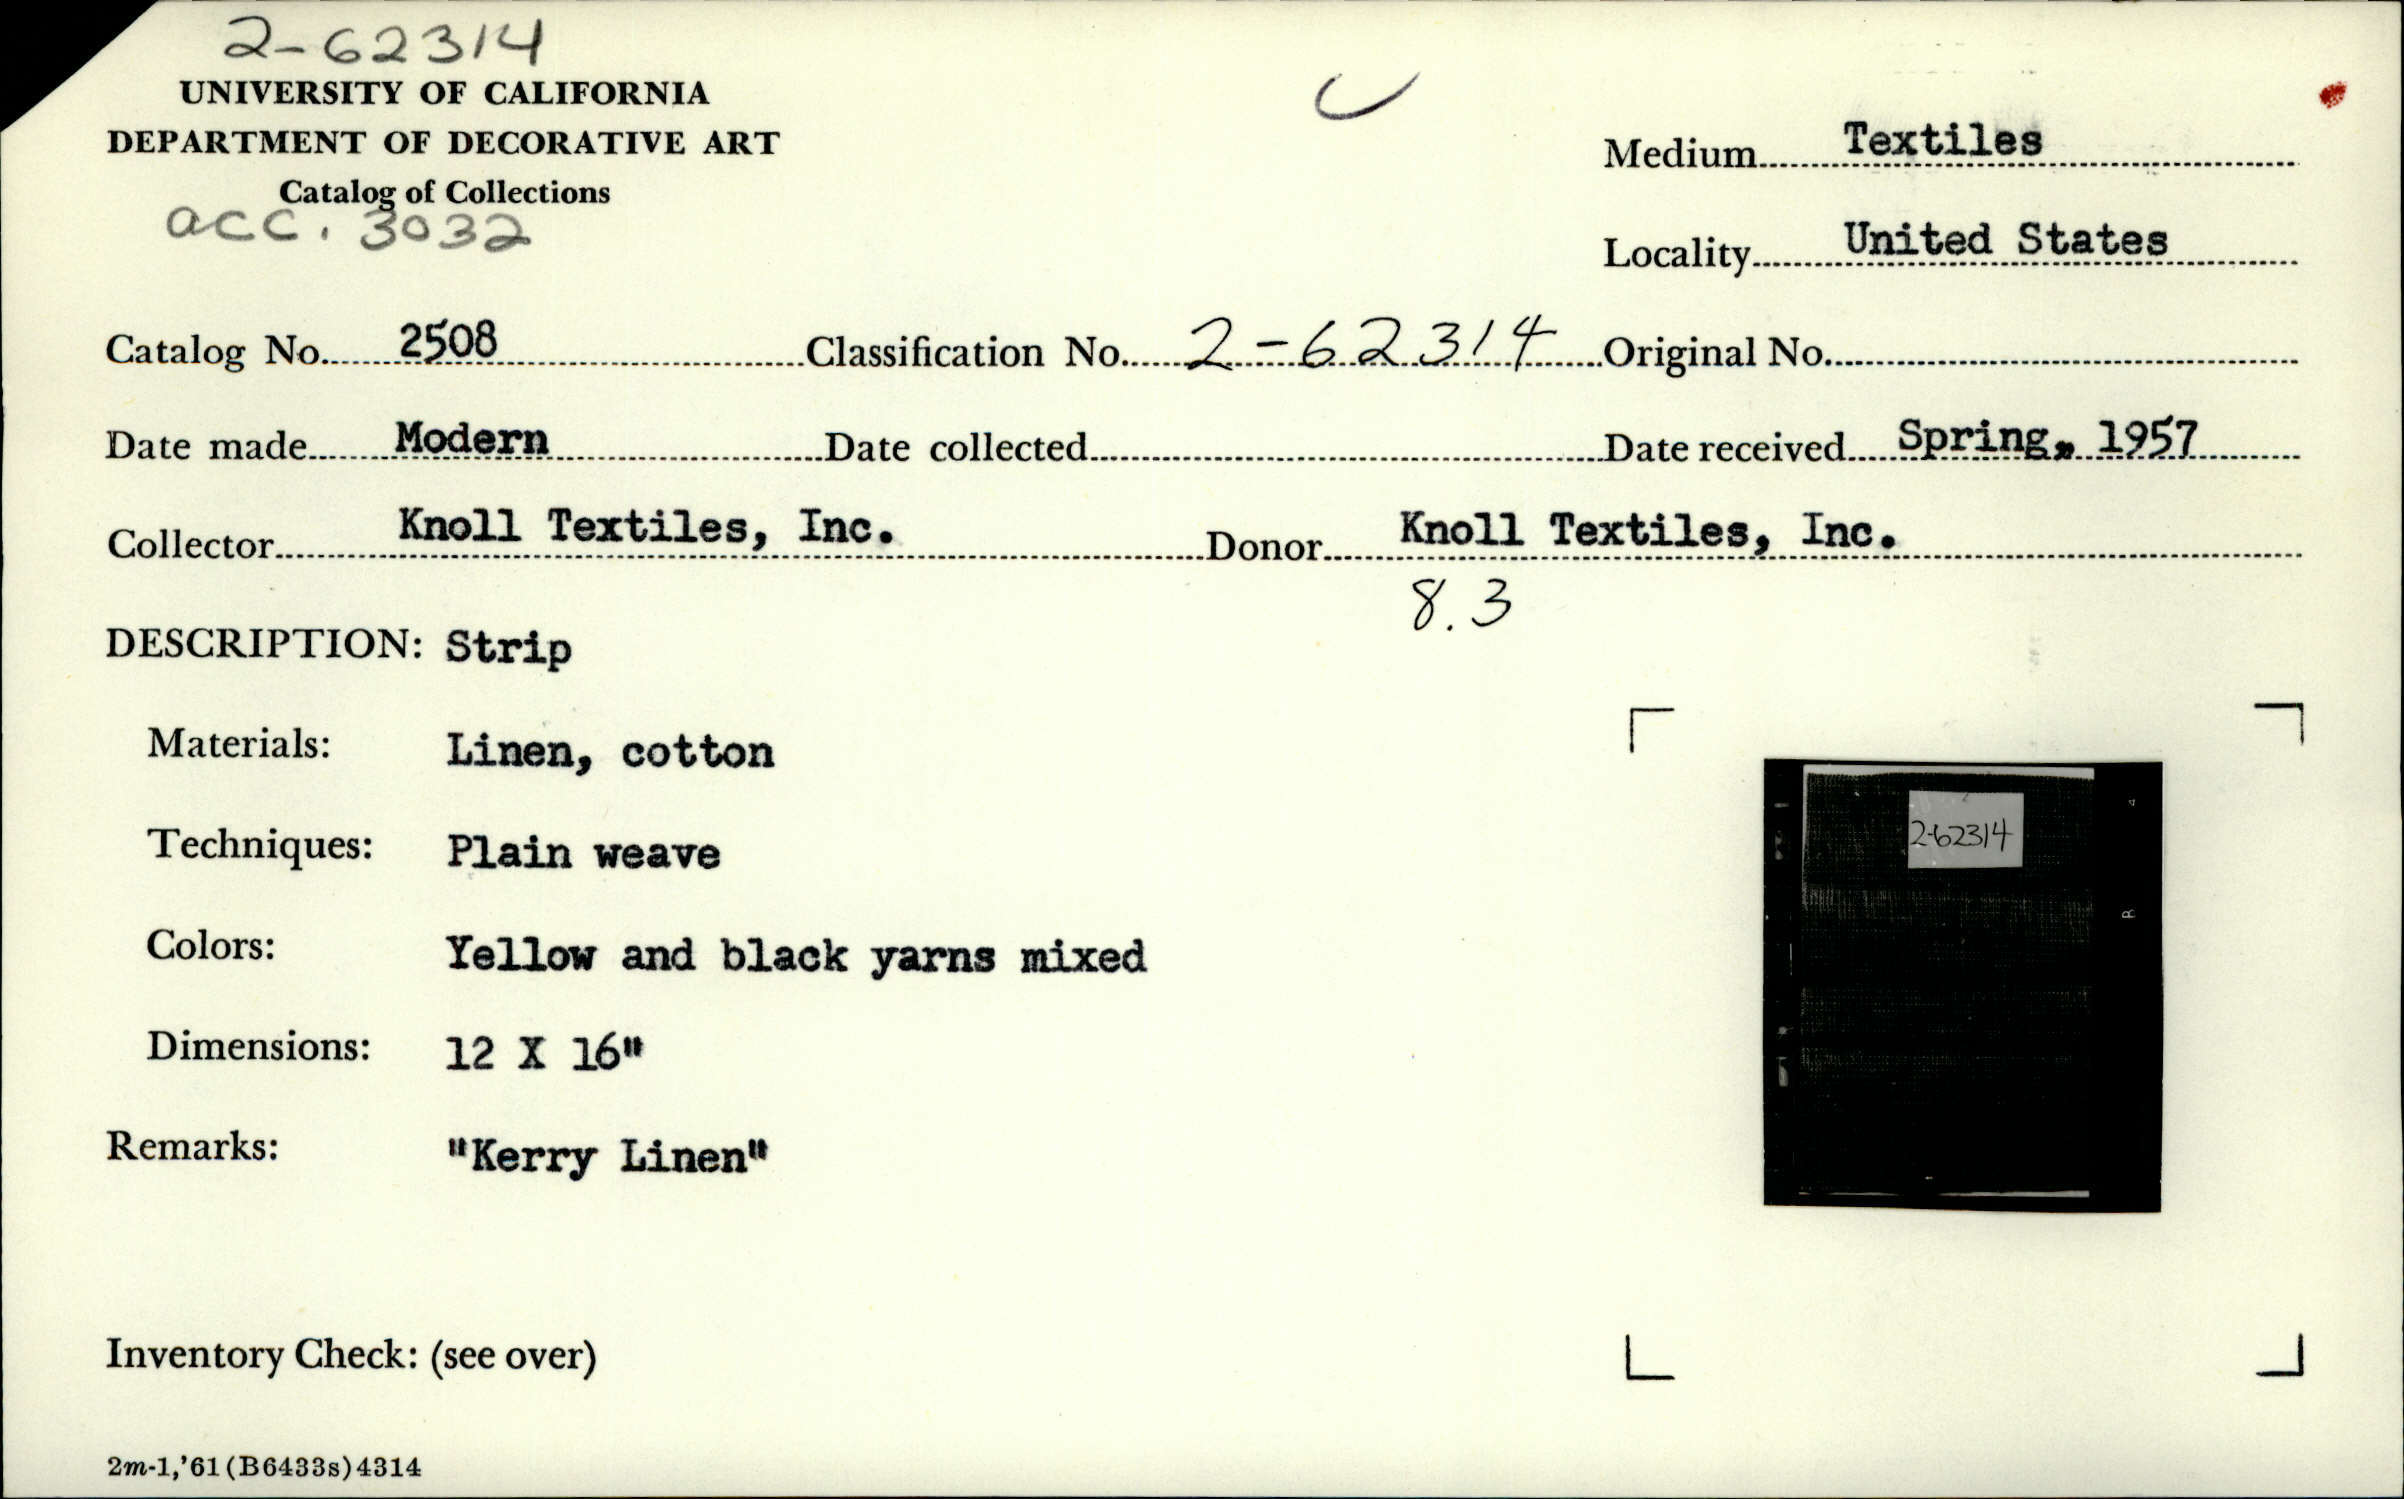 2-62314
UNIVERSITY OF CALIFORNIA
DEPARTMENT OF DECORATIVE ART
Catalog of Collections
acc. 3032
Medium Textiles
Locality United States
Catalog No. 2508 Classification No. 2-62314 Original No.
Date made Modern Date collected Date received Spring, 1957
Collector Knoll Textiles, Inc. Donor Knoll Textiles, Inc.
8.3
DESCRIPTION: Strip
Materials: Linen, cotton
Techniques: Plain weave
Colors: Yellow and black yarns mixed
Dimensions: 12 X 16"
Remarks: "Kerry Linen"
2-62314
Inventory Check: (see over)
2m-1,'61(B6433s)4314